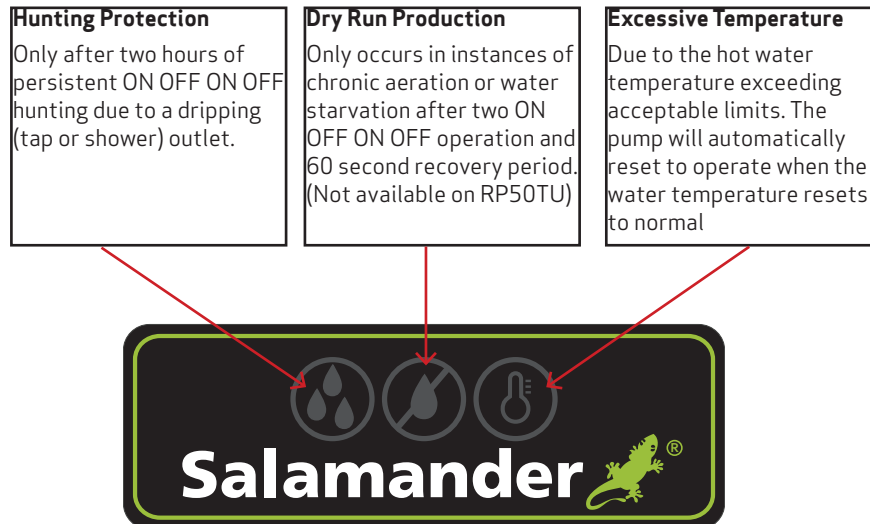 Hunting Protection
Only after two hours of
persistent ON OFF ON OFF
hunting due to a dripping
(tap or shower) outlet.
Dry Run Production
Only occurs in instances of
chronic aeration or water
starvation after two ON
OFF ON OFF operation and
60 second recovery period.
(Not available on RP50TU)
Excessive Temperature
Due to the hot water
temperature exceeding
acceptable limits. The
pump will automatically
reset to operate when the
water temperature resets
to normal
Salamander ®